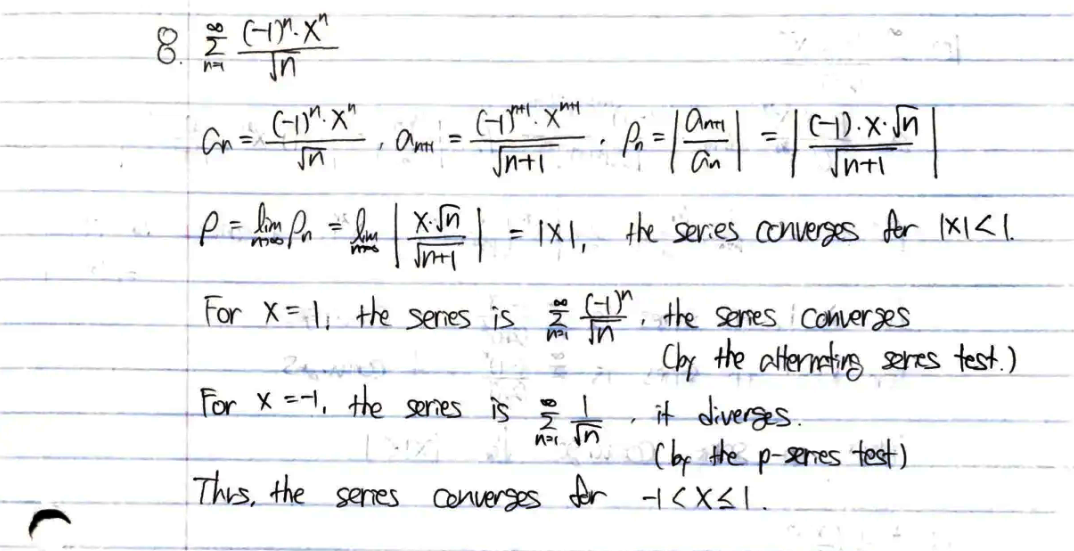 8. $\sum_{n=1}^{\infty} \frac{(-1)^n \cdot x^n}{\sqrt{n}}$
$a_n = \frac{(-1)^n \cdot x^n}{\sqrt{n}}$, $a_{n+1} = \frac{(-1)^{n+1} \cdot x^{n+1}}{\sqrt{n+1}}$. $\rho_n = \left| \frac{a_{n+1}}{a_n} \right| = \left| \frac{(-1) \cdot x \cdot \sqrt{n}}{\sqrt{n+1}} \right|$
$\rho = \lim_{n \to \infty} \rho_n = \lim_{n \to \infty} \left| \frac{x \cdot \sqrt{n}}{\sqrt{n+1}} \right| = |x|$, the series converges for $|x| < 1$.
For $x = 1$, the series is $\sum_{n=1}^{\infty} \frac{(-1)^n}{\sqrt{n}}$, the series converges
(by the alternating series test.)
For $x = -1$, the series is $\sum_{n=1}^{\infty} \frac{1}{\sqrt{n}}$, it diverges.
(by the p-series test)
Thus, the series converges for $-1 < x \leq 1$.